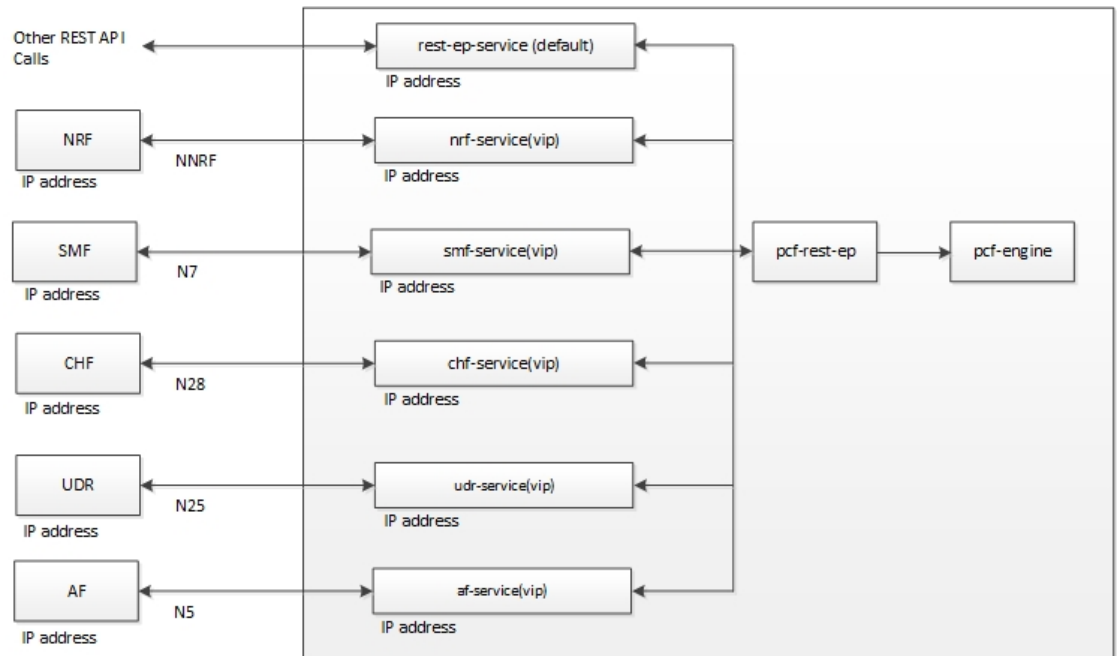 Other REST API
Calls
rest-ep-service (default)
IP address
NRF
NNRF
nrf-service(vip)
IP address
IP address
SMF
N7
smf-service(vip)
pcf-rest-ep
pcf-engine
IP address
IP address
CHF
N28
chf-service(vip)
IP address
IP address
UDR
N25
udr-service(vip)
IP address
IP address
AF
N5
af-service(vip)
IP address
IP address